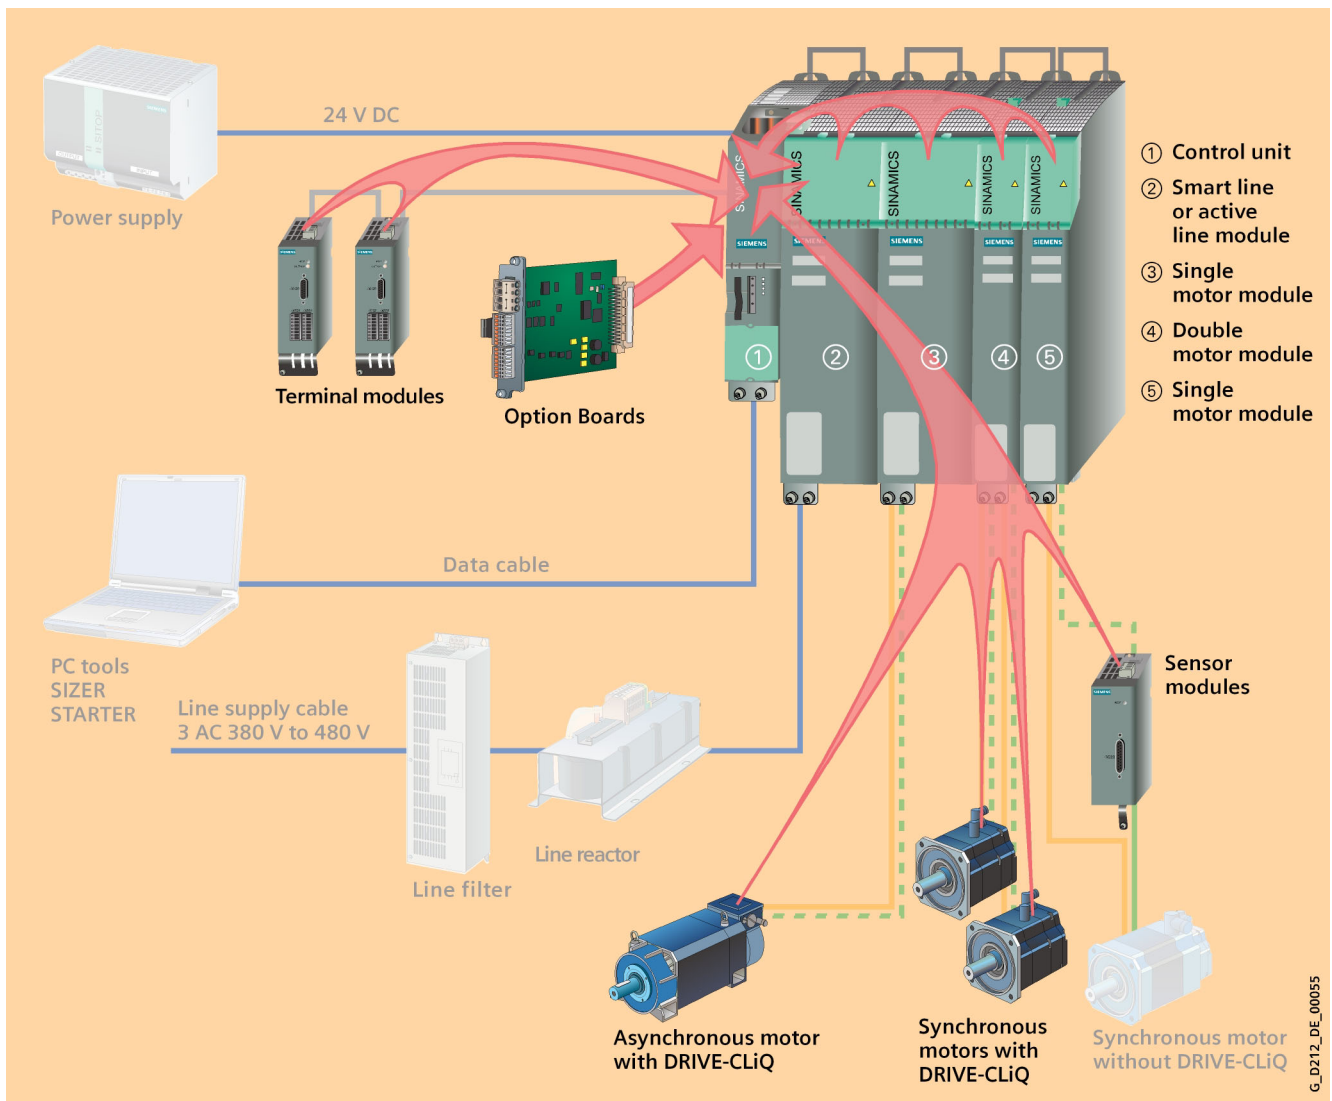 24 V DC
Power supply
SITOP
SINAMICS
SINAMICS
SINAMICS
SINAMICS
SINAMICS
SIEMENS
SIEMENS
SIEMENS
SIEMENS
SIEMENS
① Control unit
② Smart line
or active
line module
③ Single
motor module
④ Double
motor module
⑤ Single
motor module
① ② ③ ④ ⑤
Terminal modules
Option Boards
Data cable
PC tools
SIZER
STARTER
Line supply cable
3 AC 380 V to 480 V
Line filter
Line reactor
Sensor
modules
Asynchronous motor
with DRIVE-CLiQ
Synchronous
motors with
DRIVE-CLiQ
Synchronous motor
without DRIVE-CLiQ
G_D212_DE_00055